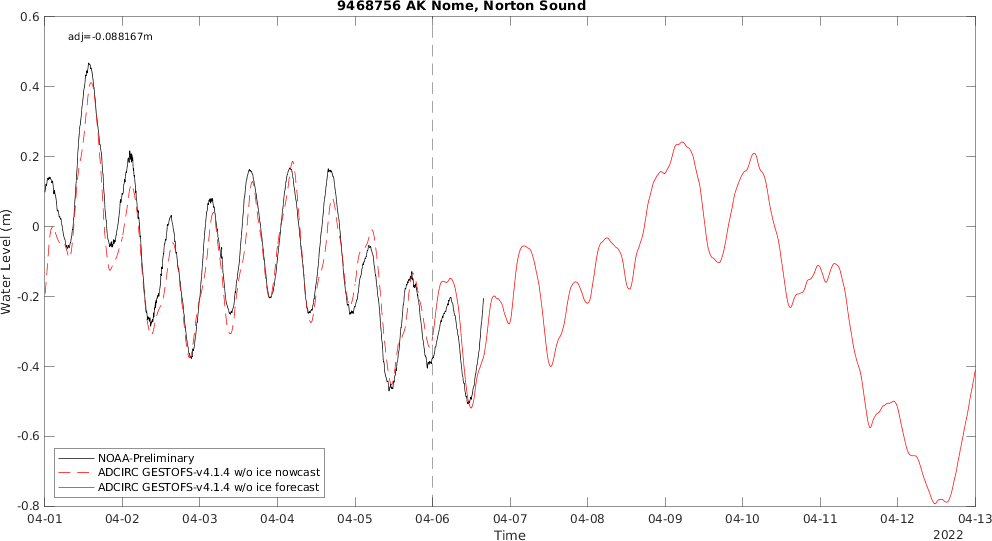 9468756 AK Nome, Norton Sound
adj=-0.088167m
0.6
0.4
0.2
0
-0.2
-0.4
-0.6
-0.8
Water Level (m)
NOAA-Preliminary
ADCIRC GESTOFS-v4.1.4 w/o ice nowcast
ADCIRC GESTOFS-v4.1.4 w/o ice forecast
04-01 04-02 04-03 04-04 04-05 04-06 04-07 04-08 04-09 04-10 04-11 04-12 04-13
Time
2022